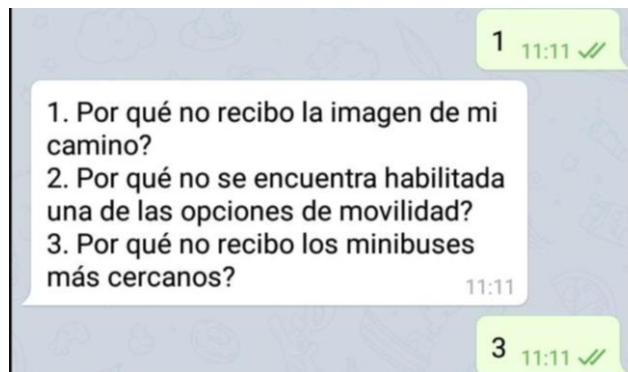 1 11:11
1. Por qué no recibo la imagen de mi
camino?
2. Por qué no se encuentra habilitada
una de las opciones de movilidad?
3. Por qué no recibo los minibuses
más cercanos?
11:11
3 11:11